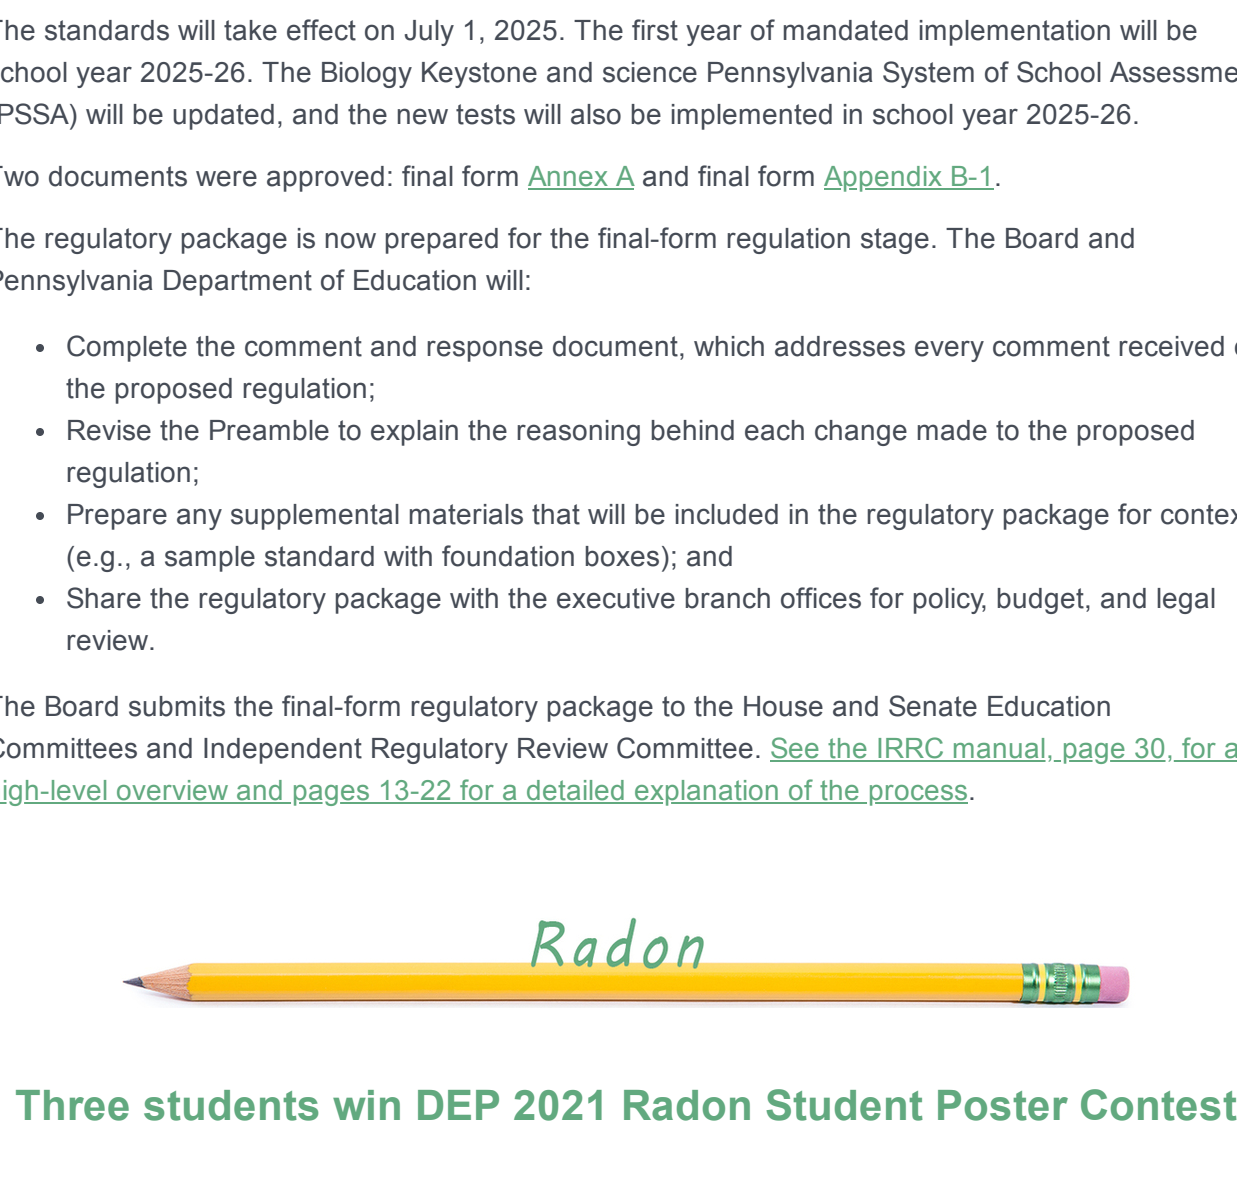 The standards will take effect on July 1, 2025. The first year of mandated implementation will be
chool year 2025-26. The Biology Keystone and science Pennsylvania System of School Assessme
PSSA) will be updated, and the new tests will also be implemented in school year 2025-26.
Two documents were approved: final form Annex A and final form Appendix B-1.
The regulatory package is now prepared for the final-form regulation stage. The Board and
Pennsylvania Department of Education will:
• Complete the comment and response document, which addresses every comment received
the proposed regulation;
• Revise the Preamble to explain the reasoning behind each change made to the proposed
regulation;
• Prepare any supplemental materials that will be included in the regulatory package for contex
(e.g., a sample standard with foundation boxes); and
• Share the regulatory package with the executive branch offices for policy, budget, and legal
review.
The Board submits the final-form regulatory package to the House and Senate Education
Committees and Independent Regulatory Review Committee. See the IRRC manual, page 30, for a
igh-level overview and pages 13-22 for a detailed explanation of the process.
Radon
Three students win DEP 2021 Radon Student Poster Contest